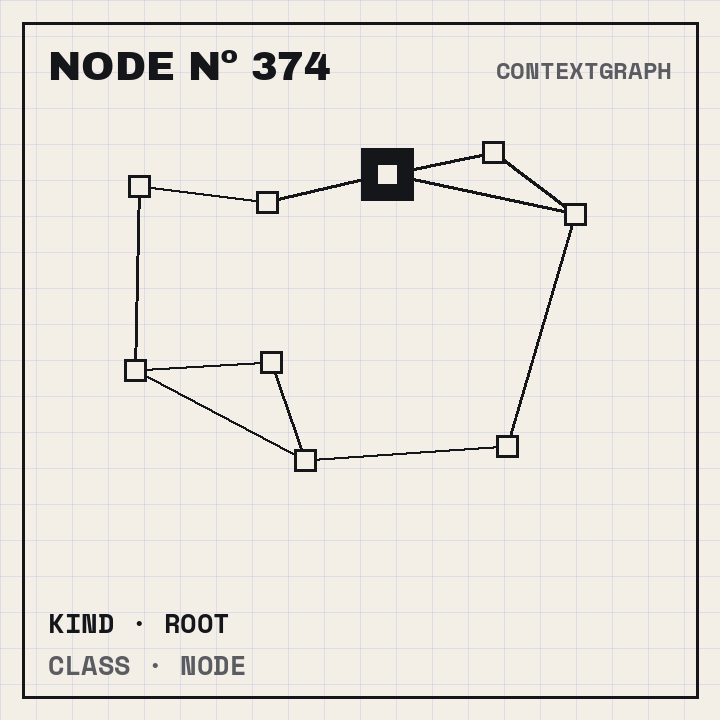 NODE Nº 374
CONTEXTGRAPH
KIND · ROOT
CLASS · NODE